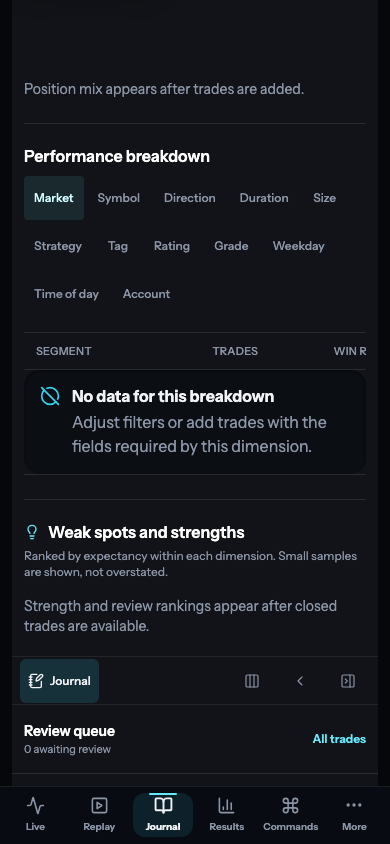 Position mix appears after trades are added.
Performance breakdown
Market Symbol Direction Duration Size
Strategy Tag Rating Grade Weekday
Time of day Account
SEGMENT TRADES WIN R
No data for this breakdown
Adjust filters or add trades with the
fields required by this dimension.
Weak spots and strengths
Ranked by expectancy within each dimension. Small samples
are shown, not overstated.
Strength and review rankings appear after closed
trades are available.
Journal
Review queue
0 awaiting review
All trades
Live Replay Journal Results Commands More